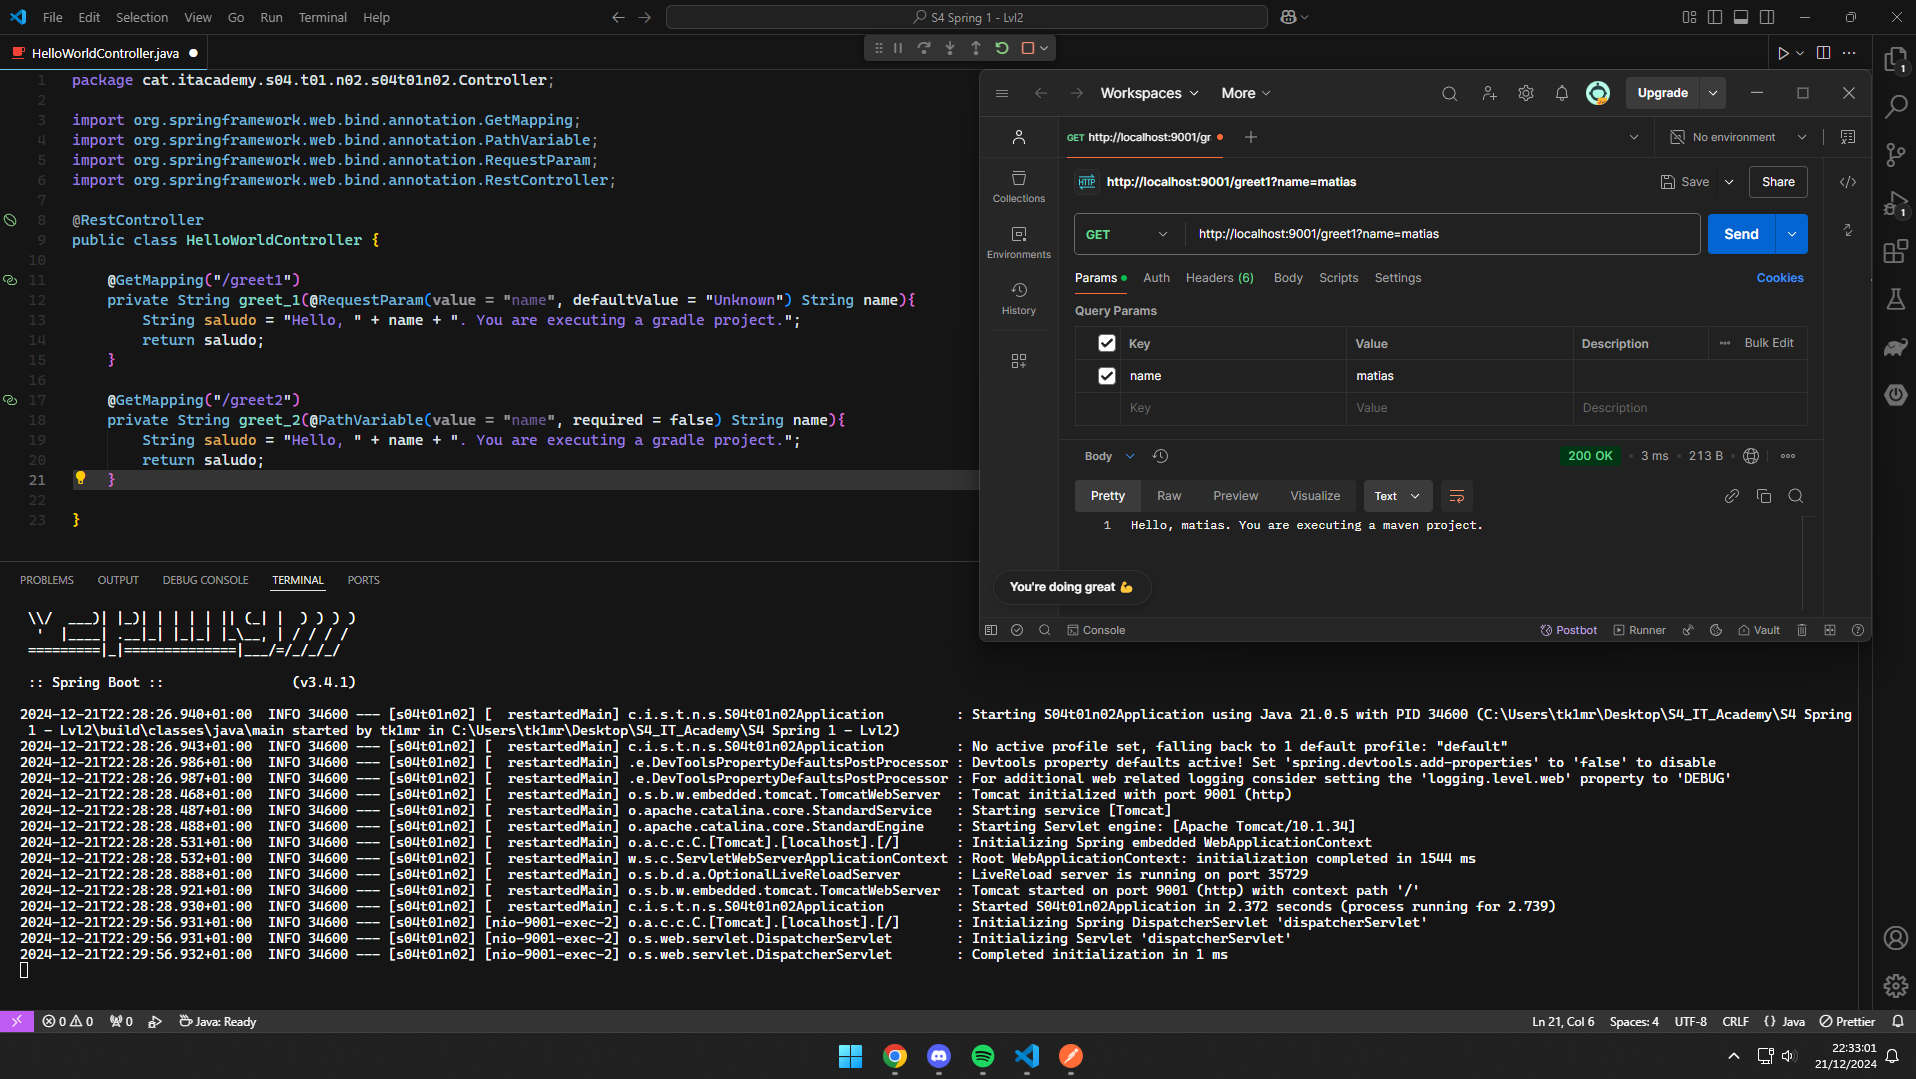 File Edit Selection View Go Run Terminal Help
S4 Spring 1 - Lvl2
HelloWorldController.java
1 package cat.itacademy.s04.t01.n02.s04t01n02.Controller;
2
3 import org.springframework.web.bind.annotation.GetMapping;
4 import org.springframework.web.bind.annotation.PathVariable;
5 import org.springframework.web.bind.annotation.RequestParam;
6 import org.springframework.web.bind.annotation.RestController;
7
8 @RestController
9 public class HelloWorldController {
10
11 @GetMapping("/greet1")
12 private String greet_1(@RequestParam(value = "name", defaultValue = "Unknown") String name){
13 String saludo = "Hello, " + name + ". You are executing a gradle project.";
14 return saludo;
15 }
16
17 @GetMapping("/greet2")
18 private String greet_2(@PathVariable(value = "name", required = false) String name){
19 String saludo = "Hello, " + name + ". You are executing a gradle project.";
20 return saludo;
21 }
22
23 }
Workspaces More Upgrade
GET http://localhost:9001/gr No environment
HTTP http://localhost:9001/greet1?name=matias Save Share
Collections
Environments
History
GET http://localhost:9001/greet1?name=matias Send
Params Auth Headers (6) Body Scripts Settings Cookies
Query Params
Key Value Description Bulk Edit
name matias
Key Value Description
Body 200 OK 3 ms 213 B
Pretty Raw Preview Visualize Text
1 Hello, matias. You are executing a maven project.
You're doing great 💪
Console Postbot Runner Vault
PROBLEMS OUTPUT DEBUG CONSOLE TERMINAL PORTS
\\/  ___)| |_)| | | | | || (_| |  ) ) ) )
'  |____| .__|_| |_|_| |_\__, | / / / /
=========|_|==============|___/=/_/_/_/
:: Spring Boot :: (v3.4.1)
2024-12-21T22:28:26.940+01:00 INFO 34600 --- [s04t01n02] [ restartedMain] c.i.s.t.n.s.S04t01n02Application : Starting S04t01n02Application using Java 21.0.5 with PID 34600 (C:\Users\tk1mr\Desktop\S4_IT_Academy\S4 Spring
1 - Lvl2\build\classes\java\main started by tk1mr in C:\Users\tk1mr\Desktop\S4_IT_Academy\S4 Spring 1 - Lvl2)
2024-12-21T22:28:26.943+01:00 INFO 34600 --- [s04t01n02] [ restartedMain] c.i.s.t.n.s.S04t01n02Application : No active profile set, falling back to 1 default profile: "default"
2024-12-21T22:28:26.986+01:00 INFO 34600 --- [s04t01n02] [ restartedMain] .e.DevToolsPropertyDefaultsPostProcessor : Devtools property defaults active! Set 'spring.devtools.add-properties' to 'false' to disable
2024-12-21T22:28:26.987+01:00 INFO 34600 --- [s04t01n02] [ restartedMain] .e.DevToolsPropertyDefaultsPostProcessor : For additional web related logging consider setting the 'logging.level.web' property to 'DEBUG'
2024-12-21T22:28:28.468+01:00 INFO 34600 --- [s04t01n02] [ restartedMain] o.s.b.w.embedded.tomcat.TomcatWebServer : Tomcat initialized with port 9001 (http)
2024-12-21T22:28:28.487+01:00 INFO 34600 --- [s04t01n02] [ restartedMain] o.apache.catalina.core.StandardService : Starting service [Tomcat]
2024-12-21T22:28:28.488+01:00 INFO 34600 --- [s04t01n02] [ restartedMain] o.apache.catalina.core.StandardEngine : Starting Servlet engine: [Apache Tomcat/10.1.34]
2024-12-21T22:28:28.531+01:00 INFO 34600 --- [s04t01n02] [ restartedMain] o.a.c.c.C.[Tomcat].[localhost].[/] : Initializing Spring embedded WebApplicationContext
2024-12-21T22:28:28.532+01:00 INFO 34600 --- [s04t01n02] [ restartedMain] w.s.c.ServletWebServerApplicationContext : Root WebApplicationContext: initialization completed in 1544 ms
2024-12-21T22:28:28.888+01:00 INFO 34600 --- [s04t01n02] [ restartedMain] o.s.b.d.a.OptionalLiveReloadServer : LiveReload server is running on port 35729
2024-12-21T22:28:28.921+01:00 INFO 34600 --- [s04t01n02] [ restartedMain] o.s.b.w.embedded.tomcat.TomcatWebServer : Tomcat started on port 9001 (http) with context path '/'
2024-12-21T22:28:28.930+01:00 INFO 34600 --- [s04t01n02] [ restartedMain] c.i.s.t.n.s.S04t01n02Application : Started S04t01n02Application in 2.372 seconds (process running for 2.739)
2024-12-21T22:29:56.931+01:00 INFO 34600 --- [s04t01n02] [nio-9001-exec-2] o.a.c.c.C.[Tomcat].[localhost].[/] : Initializing Spring DispatcherServlet 'dispatcherServlet'
2024-12-21T22:29:56.931+01:00 INFO 34600 --- [s04t01n02] [nio-9001-exec-2] o.s.web.servlet.DispatcherServlet : Initializing Servlet 'dispatcherServlet'
2024-12-21T22:29:56.932+01:00 INFO 34600 --- [s04t01n02] [nio-9001-exec-2] o.s.web.servlet.DispatcherServlet : Completed initialization in 1 ms
0 0 0 Java: Ready Ln 21, Col 6 Spaces: 4 UTF-8 CRLF {} Java Prettier
22:33:01
21/12/2024